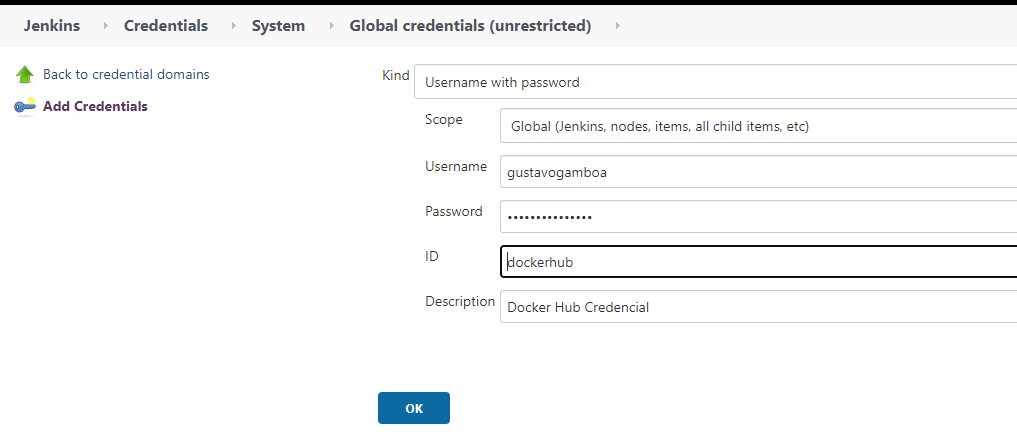 Jenkins Credentials System Global credentials (unrestricted)
Back to credential domains
Add Credentials
Kind Username with password
Scope Global (Jenkins, nodes, items, all child items, etc)
Username gustavogamboa
Password •••••••••••••••
ID dockerhub
Description Docker Hub Credencial
OK